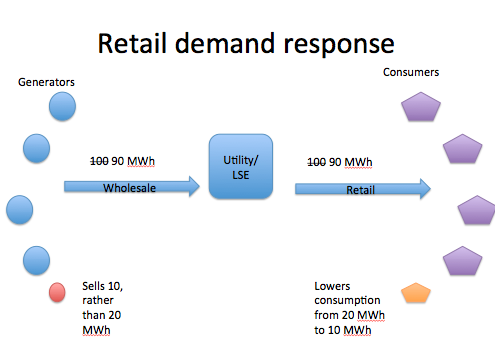 Retail demand response
Generators
Consumers
100 90 MWh
Wholesale
Utility/
LSE
100 90 MWh
Retail
Sells 10,
rather
than 20
MWh
Lowers
consumption
from 20 MWh
to 10 MWh